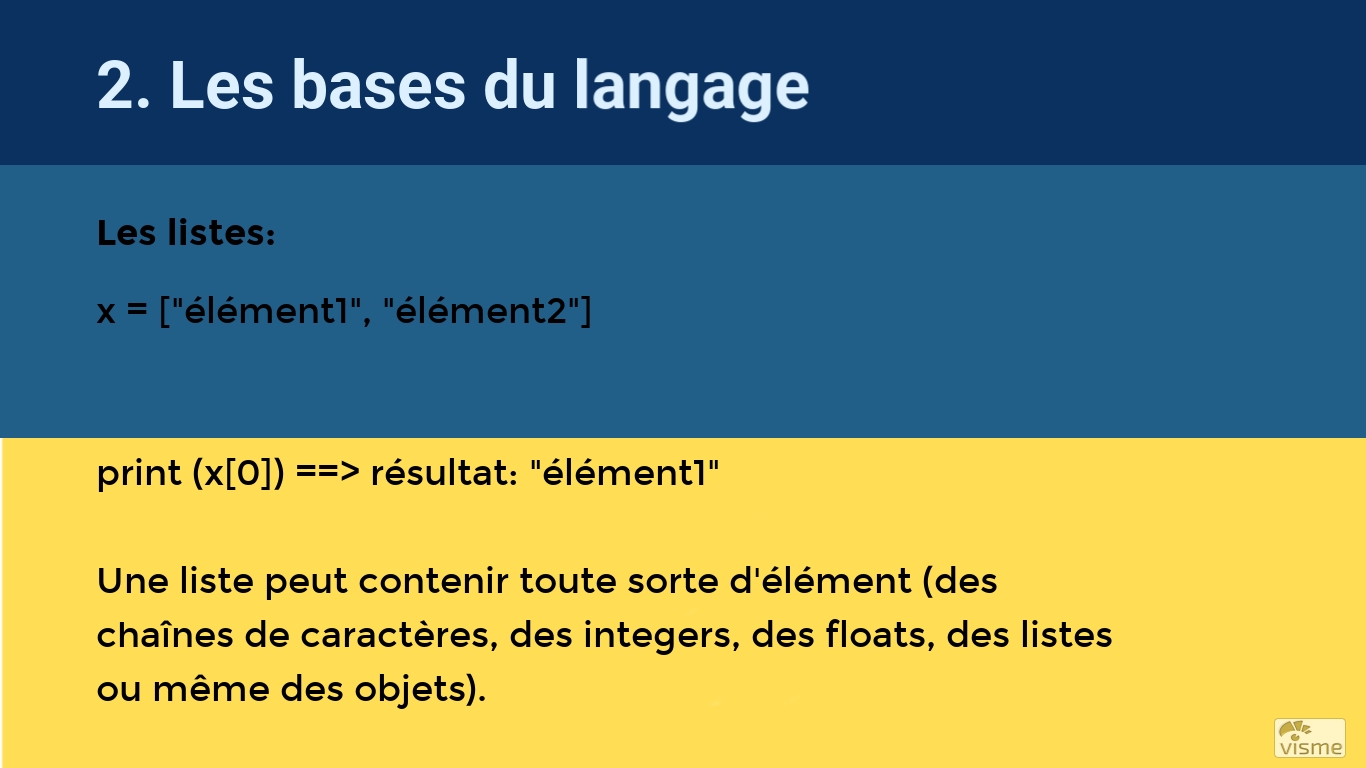 2. Les bases du langage
Les listes:
x = ["élément1", "élément2"]
print (x[0]) ==> résultat: "élément1"
Une liste peut contenir toute sorte d'élément (des
chaînes de caractères, des integers, des floats, des listes
ou même des objets).
visme